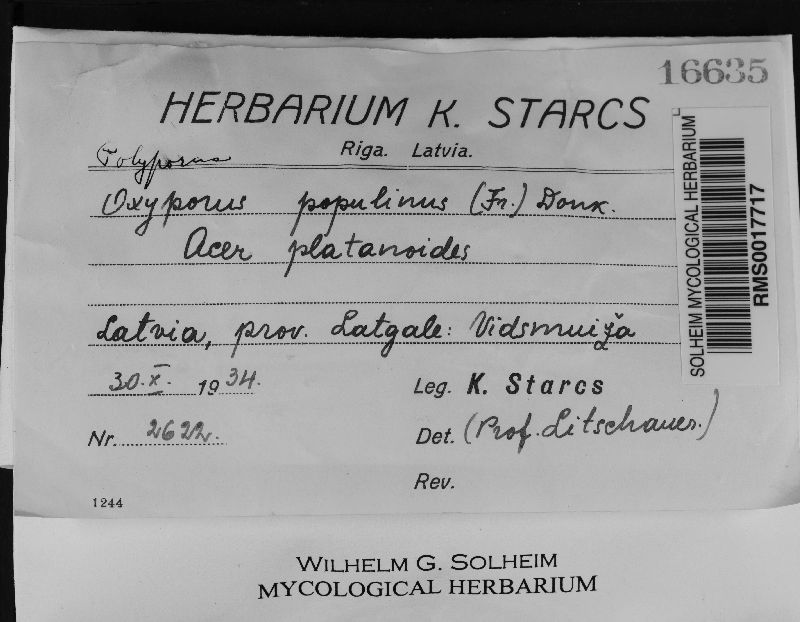 16635
HERBARIUM K. STARCS
Riga. Latvia.
Polyporus
Oxyporus populinus (Fr.) Donk.
Acer platanoides
Latvia, prov. Latgale: Vidsmuiža
30.X. 1934.
Leg. K. Starcs
Nr. 2622.
Det. (Prof. Litschauer.)
Rev.
1244
SOLHEIM MYCOLOGICAL HERBARIUM
RMS0017717
WILHELM G. SOLHEIM
MYCOLOGICAL HERBARIUM